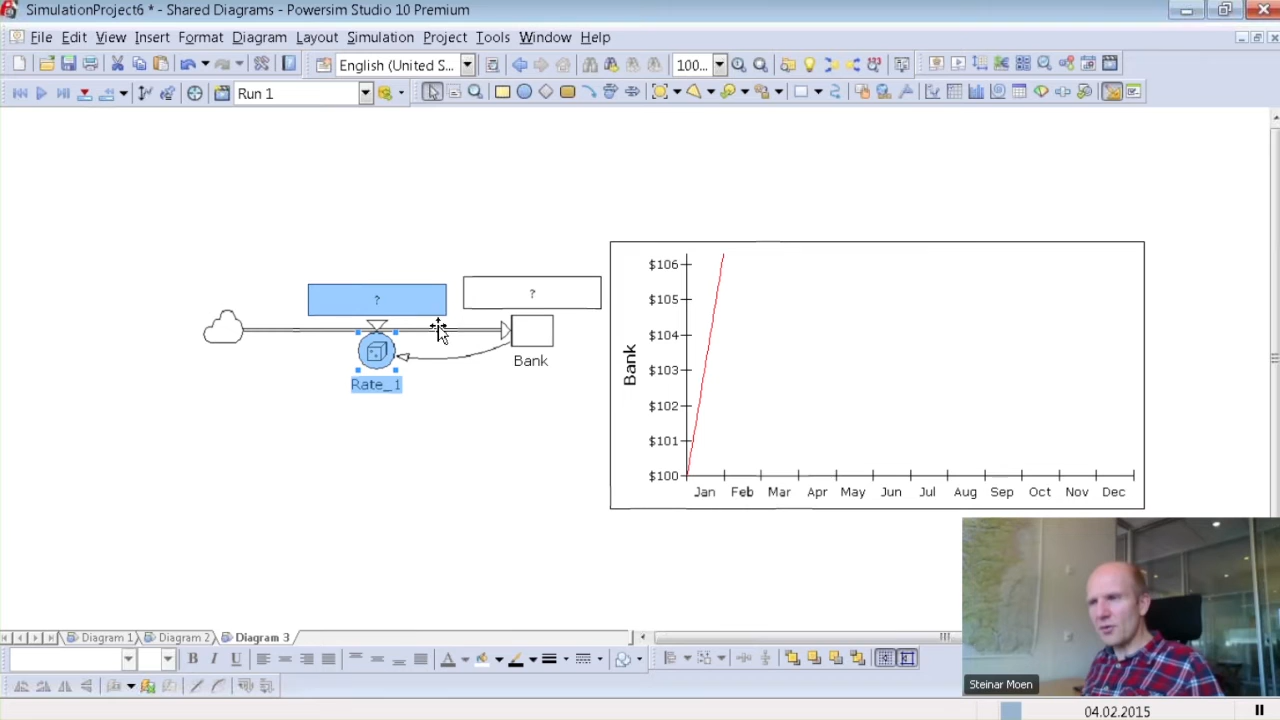 SimulationProject6 * - Shared Diagrams - Powersim Studio 10 Premium
File Edit View Insert Format Diagram Layout Simulation Project Tools Window Help
English (United S... 100...
Run 1
?
?
Bank
Rate_1
Bank
$106
$105
$104
$103
$102
$101
$100
Jan Feb Mar Apr May Jun Jul Aug Sep Oct Nov Dec
Diagram 1 Diagram 2 Diagram 3
B I U A
Steinar Moen
04.02.2015